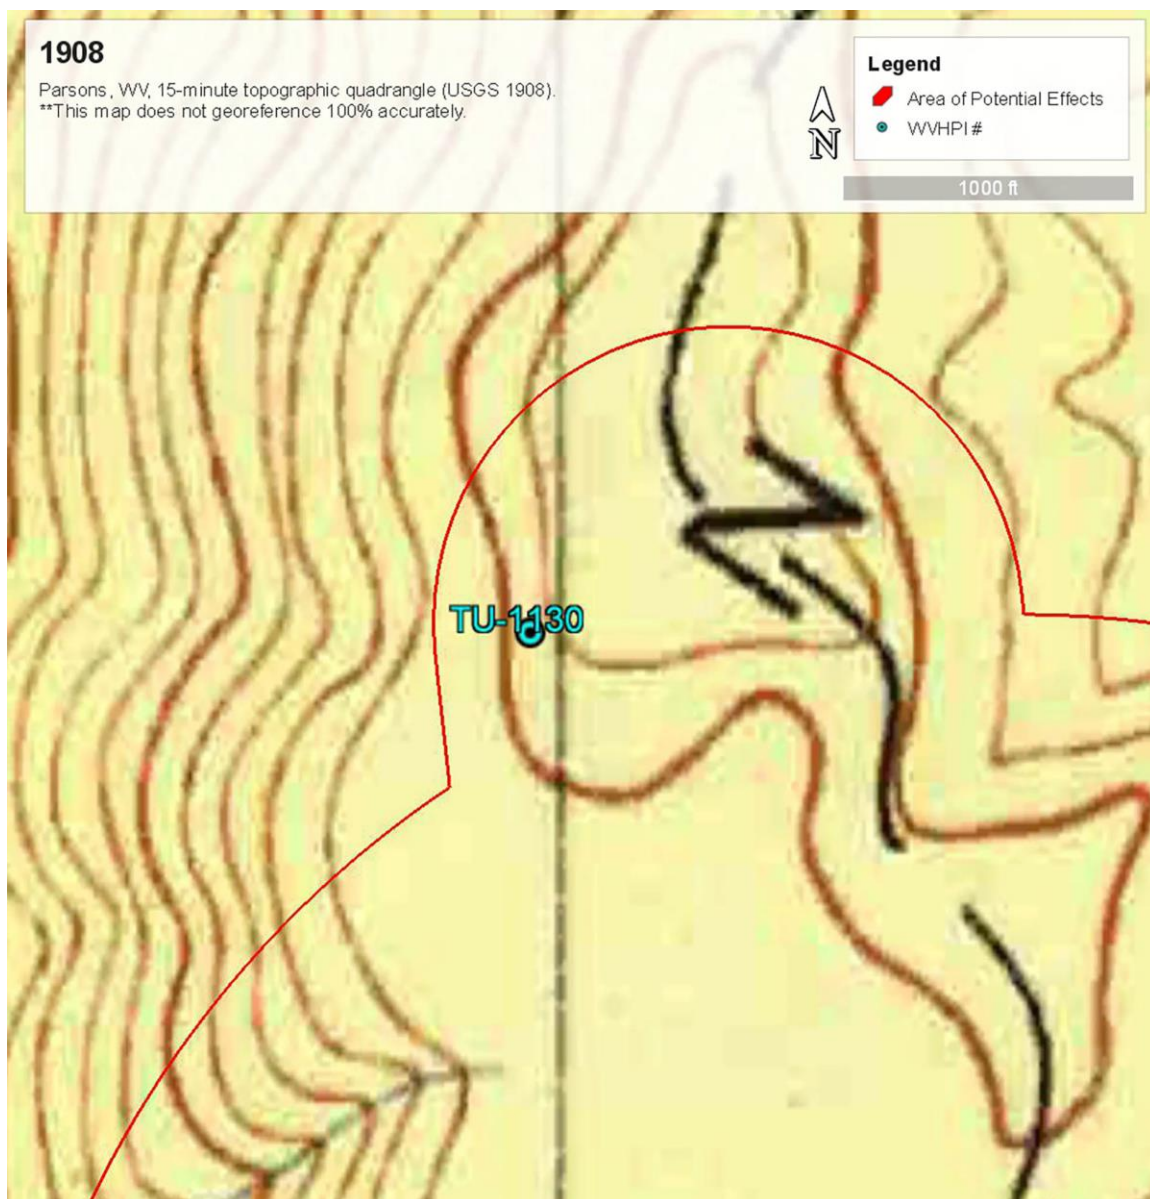 1908
Parsons, WV, 15-minute topographic quadrangle (USGS 1908).
**This map does not georeference 100% accurately.
N
Legend
Area of Potential Effects
WVHPI #
1000 ft
TU-1130
Z